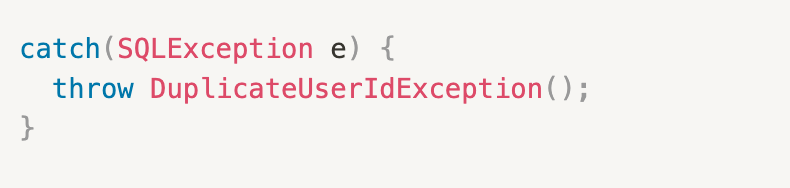 catch(SQLException e) {
  throw DuplicateUserIdException();
}